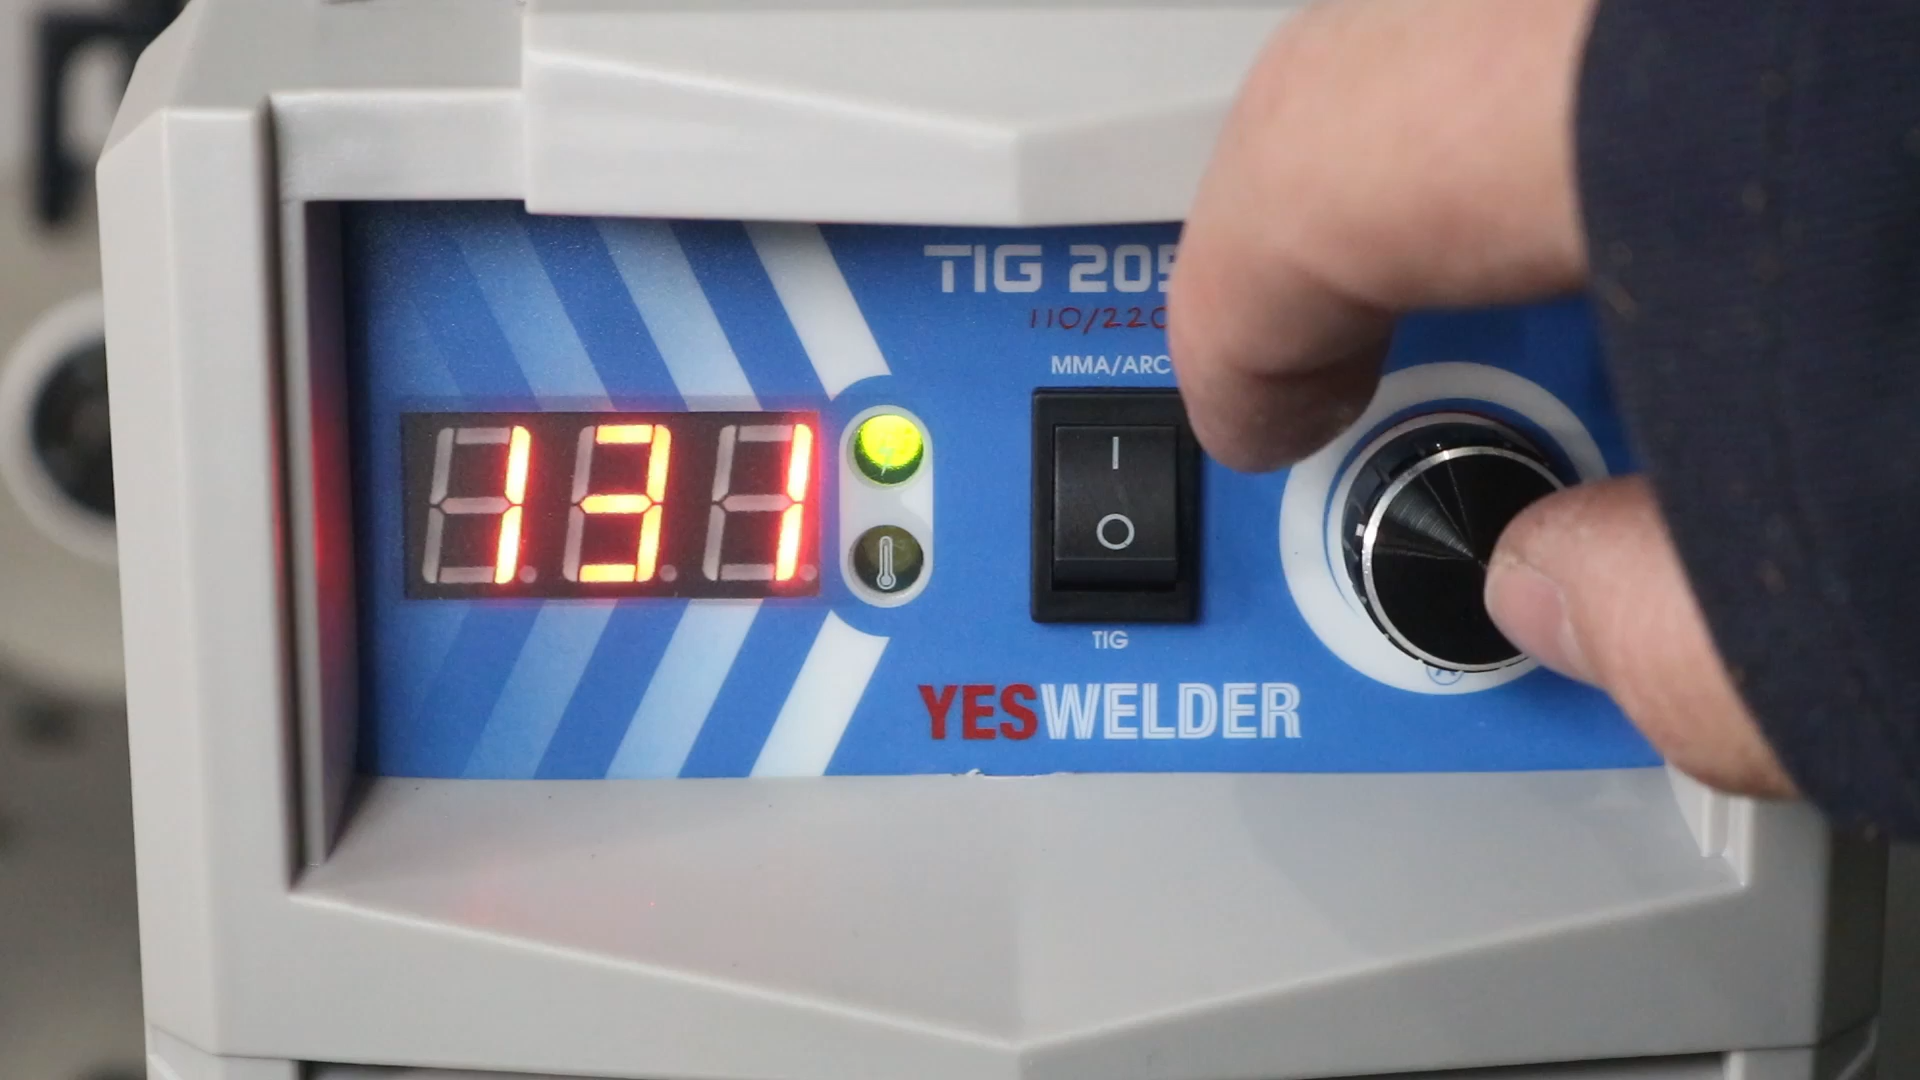 TIG 205
110/220
MMA/ARC
131
TIG
YESWELDER